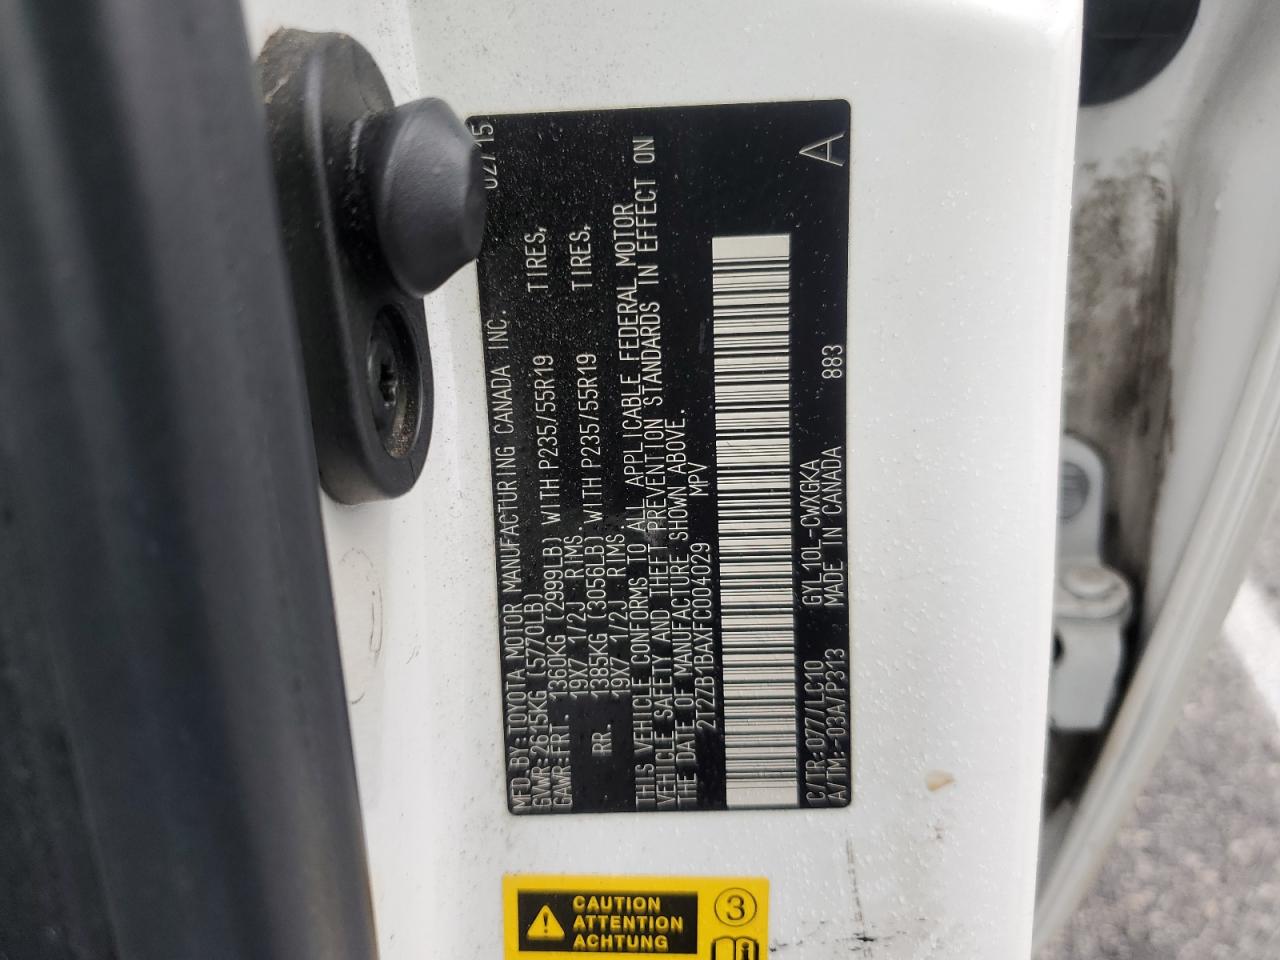 MFD. BY: TOYOTA MOTOR MANUFACTURING CANADA INC. 02/15
GVWR: 2615KG (5770LB)
GAWR: FRT. 1360KG (2999LB) WITH P235/55R19 TIRES,
19X7 1/2J RIMS,
RR. 1385KG (3056LB) WITH P235/55R19 TIRES,
19X7 1/2J RIMS
THIS VEHICLE CONFORMS TO ALL APPLICABLE FEDERAL MOTOR
VEHICLE SAFETY AND THEFT PREVENTION STANDARDS IN EFFECT ON
THE DATE OF MANUFACTURE SHOWN ABOVE.
2T2ZB1BAXFC004029 MPV
A
C/TR: 0777/LC10 GYL10L-CWXGKA
A/TM: -03A/P313 MADE IN CANADA 883
CAUTION
ATTENTION
ACHTUNG
3